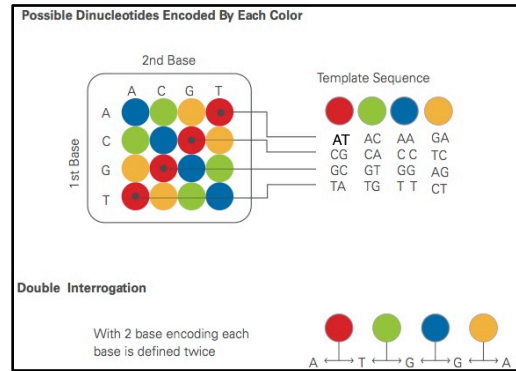 Possible Dinucleotides Encoded By Each Color
2nd Base
Template Sequence
A C G T
A
C
G
T
1st Base
AT AC AA GA
CG CA CC TC
GC GT GG AG
TA TG TT CT
Double Interrogation
With 2 base encoding each
base is defined twice
A T G G A